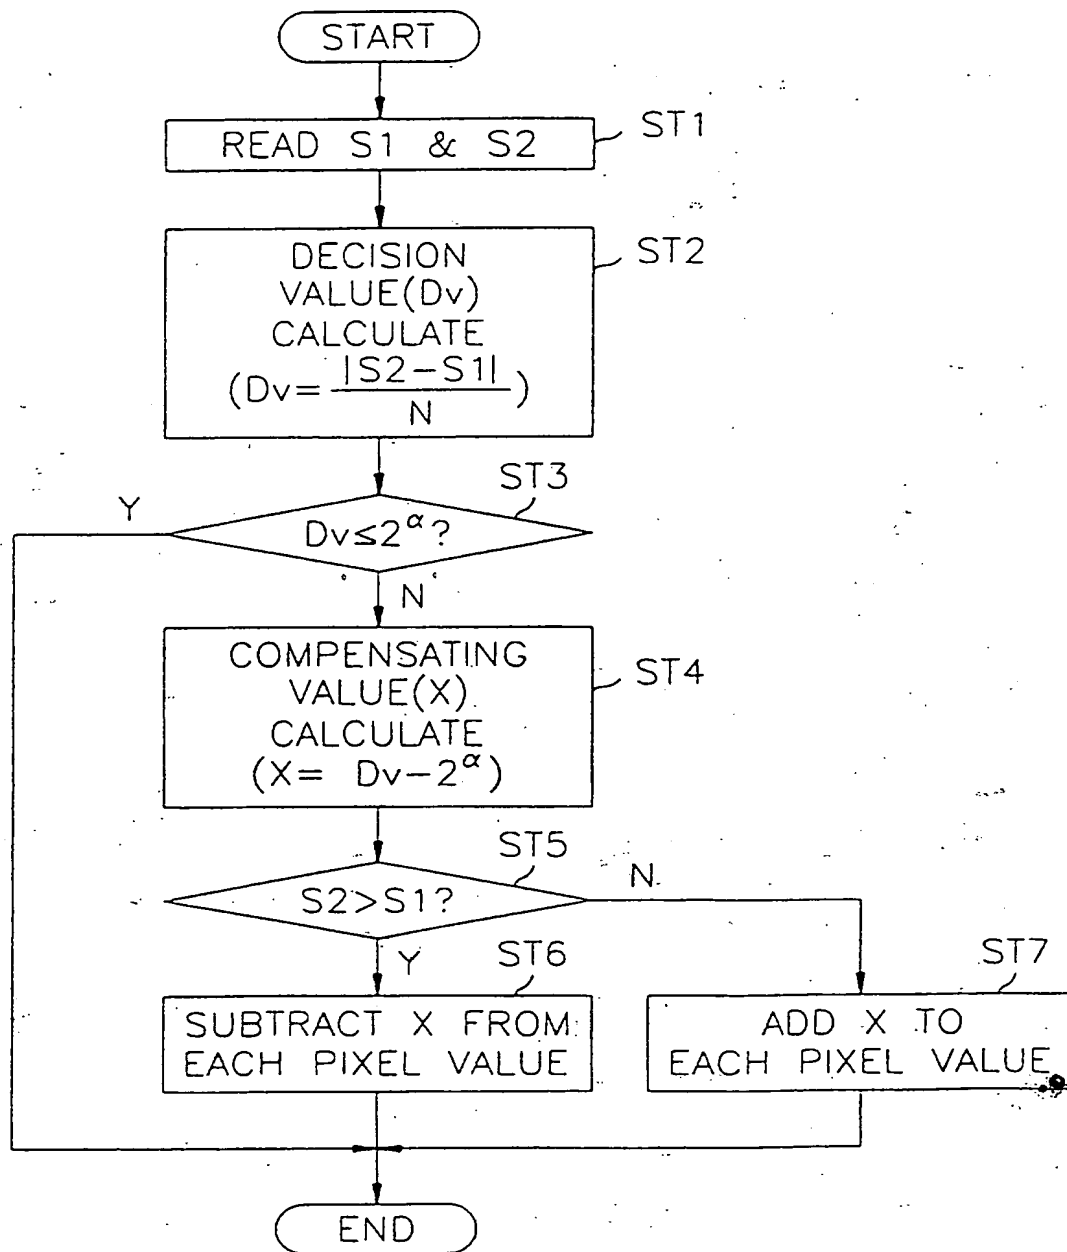 START
READ S1 & S2
ST1
DECISION
VALUE(Dv)
CALCULATE
(Dv=|S2-S1|/N)
ST2
ST3
Y
Dv≤2^α?
N
COMPENSATING
VALUE(X)
CALCULATE
(X= Dv-2^α)
ST4
ST5
S2>S1?
N
Y
ST6
SUBTRACT X FROM
EACH PIXEL VALUE
ST7
ADD X TO
EACH PIXEL VALUE
END